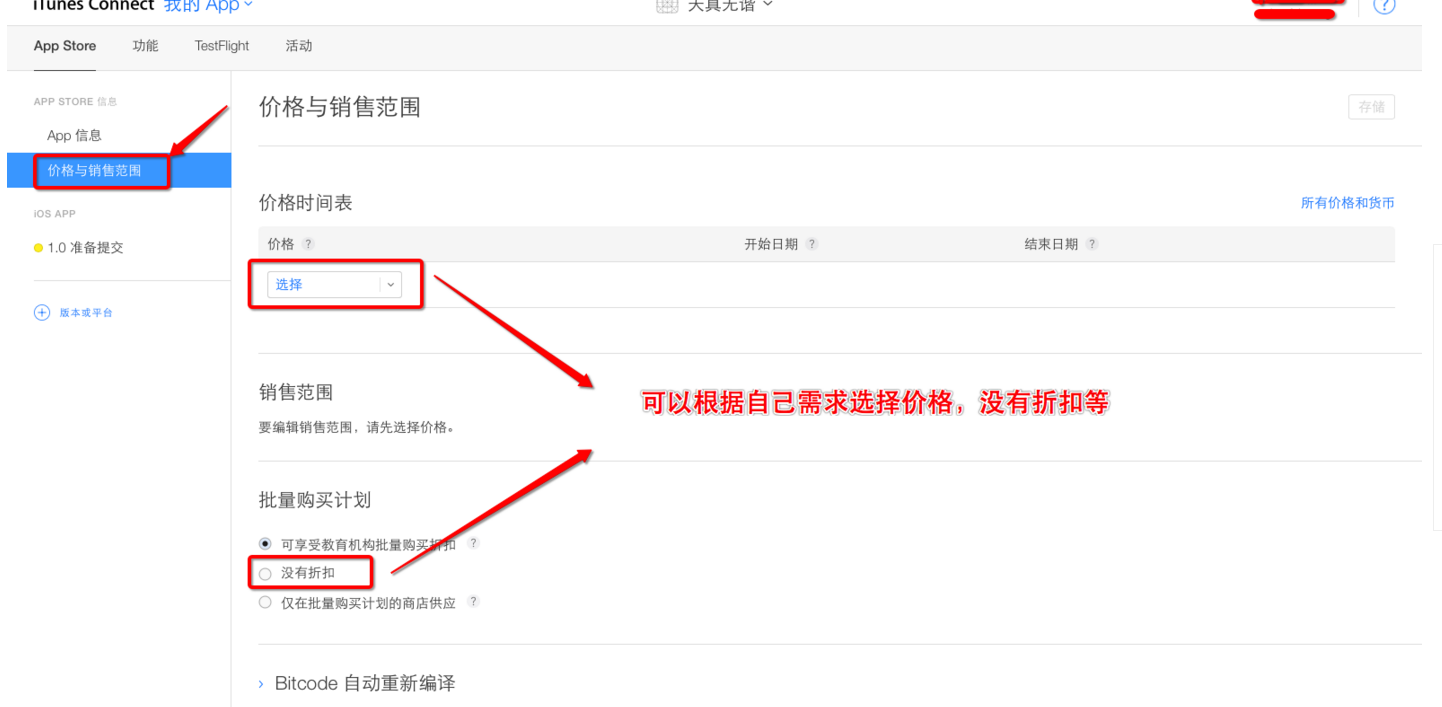 iTunes Connect 我的 App
天真无谐
?
App Store 功能 TestFlight 活动
APP STORE 信息
App 信息
价格与销售范围
iOS APP
1.0 准备提交
版本或平台
价格与销售范围
存储
价格时间表
所有价格和货币
价格 ? 开始日期 ? 结束日期 ?
选择
销售范围
要编辑销售范围，请先选择价格。
可以根据自己需求选择价格，没有折扣等
批量购买计划
可享受教育机构批量购买折扣 ?
没有折扣
仅在批量购买计划的商店供应 ?
Bitcode 自动重新编译